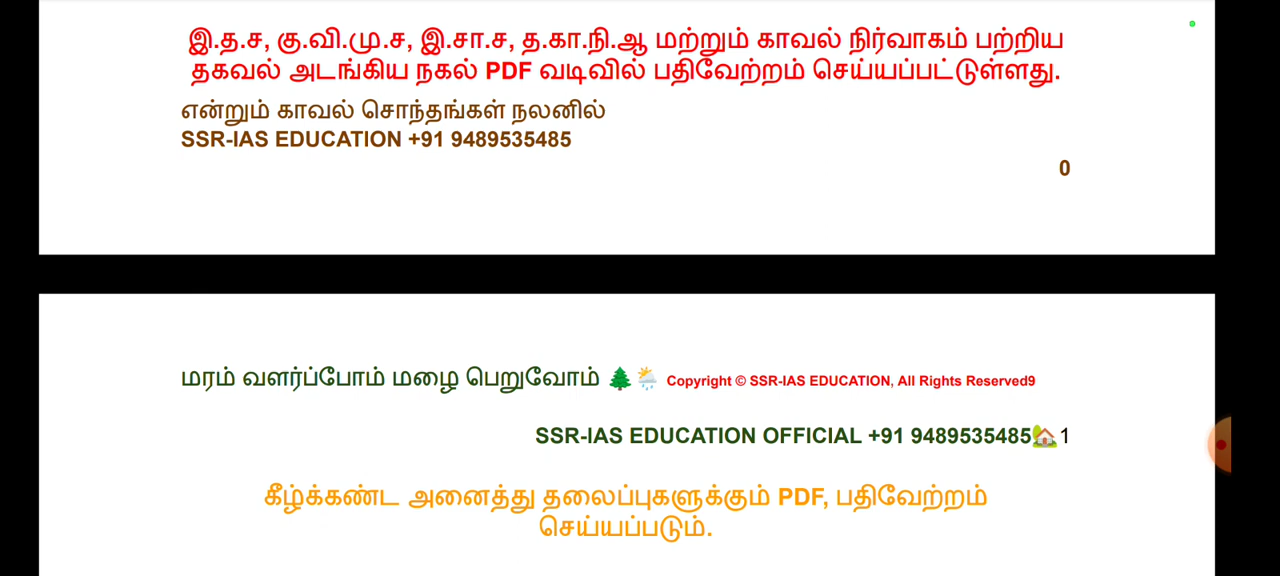 இ.த.ச, கு.வி.மு.ச, இ.சா.ச, த.கா.நி.ஆ மற்றும் காவல் நிர்வாகம் பற்றிய
தகவல் அடங்கிய நகல் PDF வடிவில் பதிவேற்றம் செய்யப்பட்டுள்ளது.
என்றும் காவல் சொந்தங்கள் நலனில்
SSR-IAS EDUCATION +91 9489535485
0
மரம் வளர்ப்போம் மழை பெறுவோம் 🌲🌦️ Copyright © SSR-IAS EDUCATION, All Rights Reserved9
SSR-IAS EDUCATION OFFICIAL +91 9489535485🏡1
கீழ்க்கண்ட அனைத்து தலைப்புகளுக்கும் PDF, பதிவேற்றம்
செய்யப்படும்.